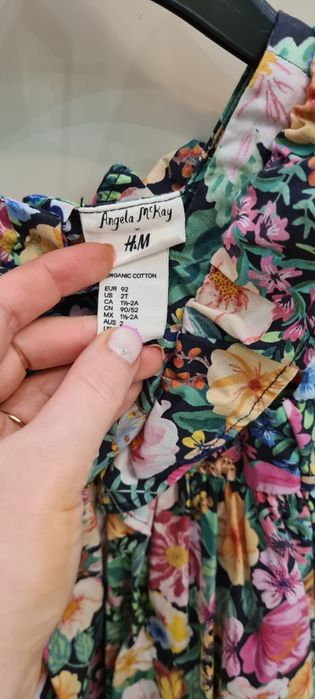 Angela McKay
H&M
ORGANIC COTTON
EUR 92
US 2T
CA 1½-2A
CN 90/52
MX 1½-2A
AUS 2